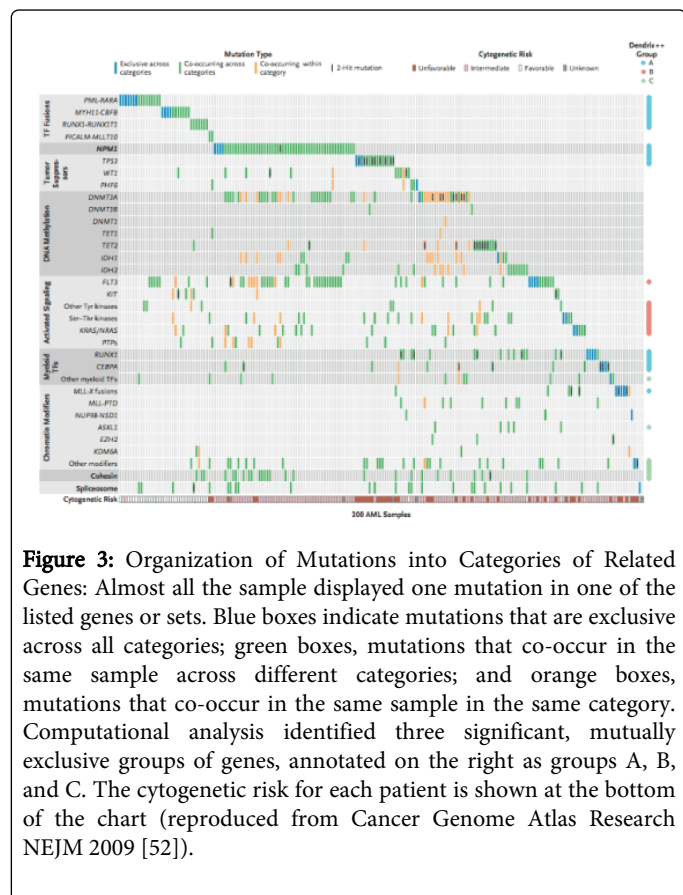 Mutation Type
Cytogenetic Risk
Dendrix++
Group
Exclusive across
categories
Co-occurring across
categories
Co-occurring within
category
2-Hit mutation
Unfavorable
Intermediate
Favorable
Unknown
A
B
C
TF Fusions
PML-RARA
MYH11-CBFB
RUNX1-RUNX1T1
PICALM-MLLT10
NPM1
Tumor
Suppres-
sors
TP53
WT1
PHF6
DNA Methylation
DNMT3A
DNMT3B
DNMT1
TET1
TET2
IDH1
IDH2
Activated Signaling
FLT3
KIT
Other Tyr kinases
Ser–Thr kinases
KRAS/NRAS
PTPs
Myeloid
TFs
RUNX1
CEBPA
Other myeloid TFs
Chromatic Modifiers
MLL-X fusions
MLL-PTD
NUP98-NSD1
ASXL1
EZH2
KDM6A
Other modifiers
Cohesin
Spliceosome
Cytogenetic Risk
200 AML Samples
Figure 3: Organization of Mutations into Categories of Related
Genes: Almost all the sample displayed one mutation in one of the
listed genes or sets. Blue boxes indicate mutations that are exclusive
across all categories; green boxes, mutations that co-occur in the
same sample across different categories; and orange boxes,
mutations that co-occur in the same sample in the same category.
Computational analysis identified three significant, mutually
exclusive groups of genes, annotated on the right as groups A, B,
and C. The cytogenetic risk for each patient is shown at the bottom
of the chart (reproduced from Cancer Genome Atlas Research
NEJM 2009 [52]).